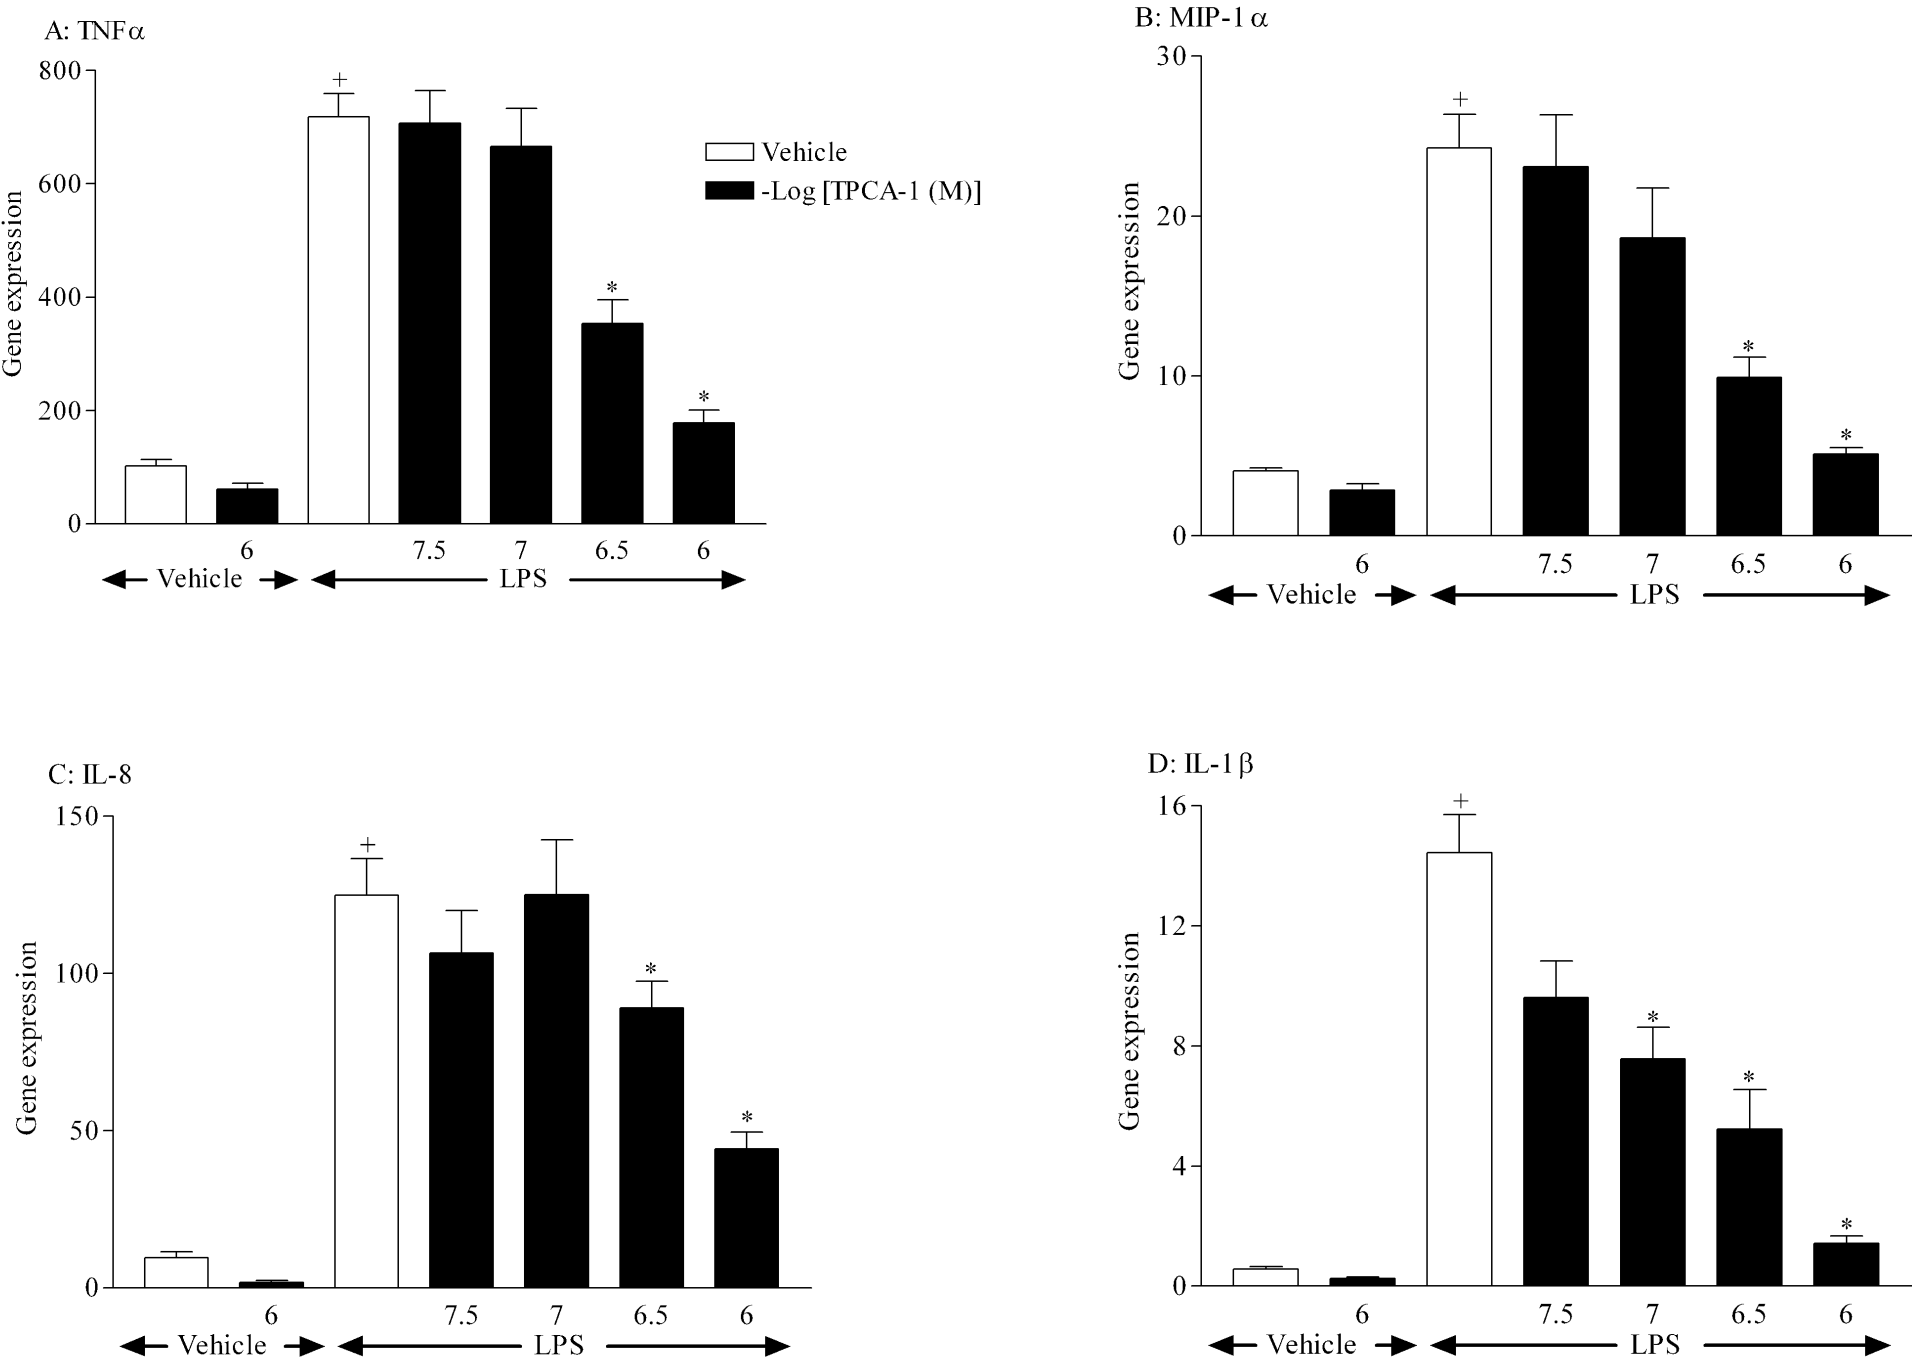 A: TNFα
800
600
400
200
0
Gene expression
+
*
*
6
7.5
7
6.5
6
Vehicle
LPS
Vehicle
-Log [TPCA-1 (M)]
B: MIP-1α
30
20
10
0
Gene expression
+
*
*
6
7.5
7
6.5
6
Vehicle
LPS
C: IL-8
150
100
50
0
Gene expression
+
*
*
6
7.5
7
6.5
6
Vehicle
LPS
D: IL-1β
16
12
8
4
0
Gene expression
+
*
*
*
6
7.5
7
6.5
6
Vehicle
LPS